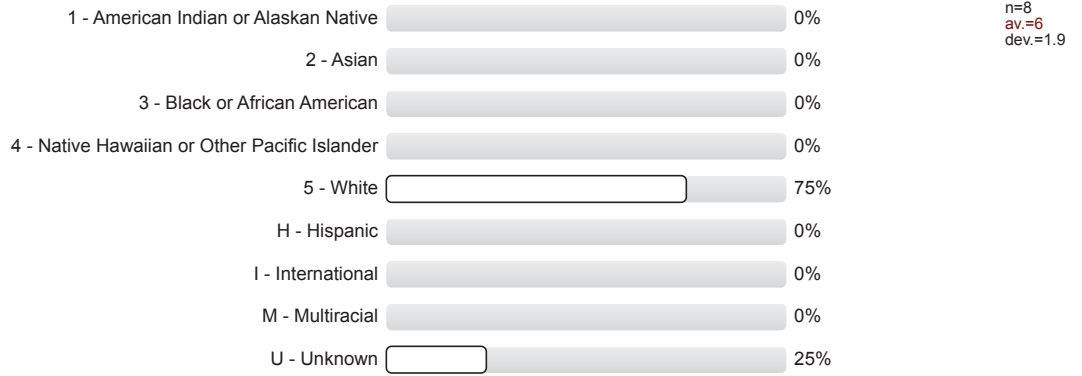 1 - American Indian or Alaskan Native 0%
2 - Asian 0%
3 - Black or African American 0%
4 - Native Hawaiian or Other Pacific Islander 0%
5 - White 75%
H - Hispanic 0%
I - International 0%
M - Multiracial 0%
U - Unknown 25%
n=8
av.=6
dev.=1.9